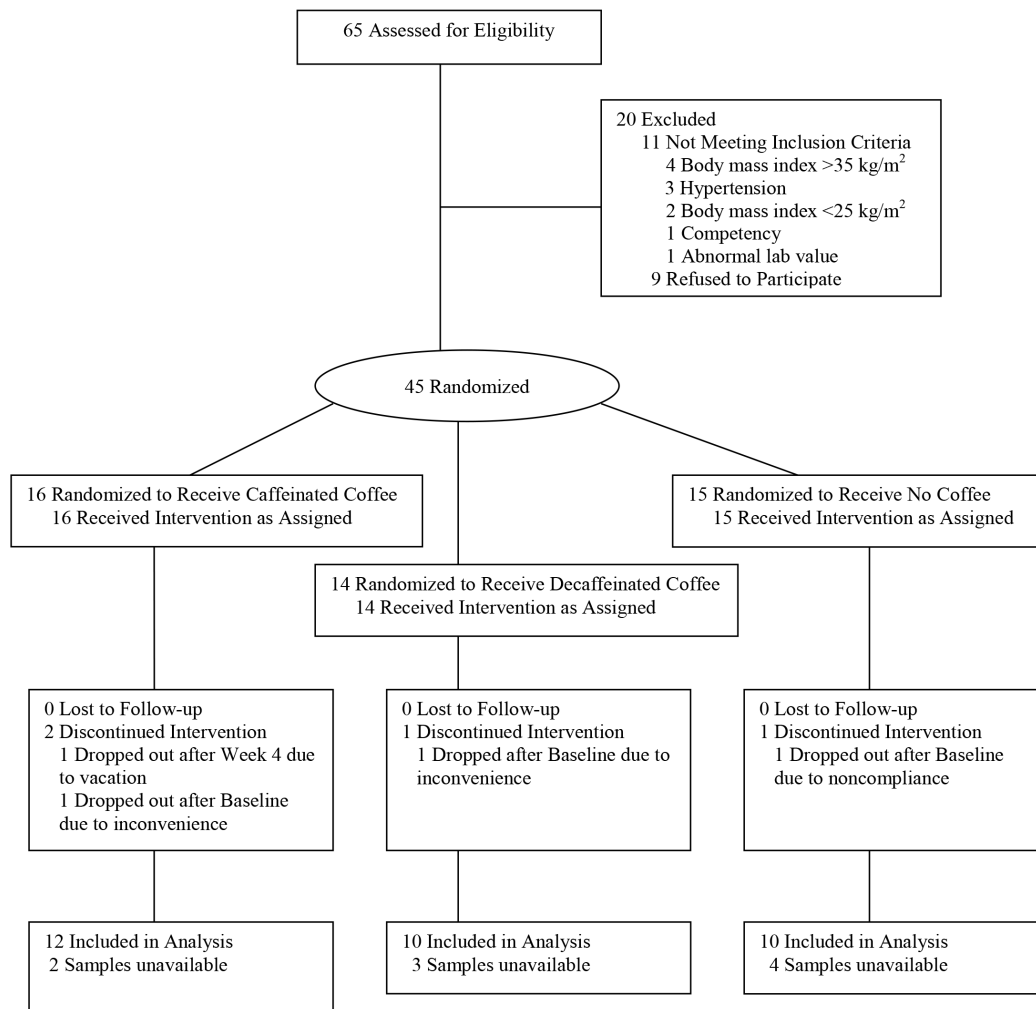 65 Assessed for Eligibility
20 Excluded
11 Not Meeting Inclusion Criteria
4 Body mass index >35 kg/m²
3 Hypertension
2 Body mass index <25 kg/m²
1 Competency
1 Abnormal lab value
9 Refused to Participate
45 Randomized
16 Randomized to Receive Caffeinated Coffee
16 Received Intervention as Assigned
15 Randomized to Receive No Coffee
15 Received Intervention as Assigned
14 Randomized to Receive Decaffeinated Coffee
14 Received Intervention as Assigned
0 Lost to Follow-up
2 Discontinued Intervention
1 Dropped out after Week 4 due
to vacation
1 Dropped out after Baseline
due to inconvenience
0 Lost to Follow-up
1 Discontinued Intervention
1 Dropped after Baseline due to
inconvenience
0 Lost to Follow-up
1 Discontinued Intervention
1 Dropped out after Baseline
due to noncompliance
12 Included in Analysis
2 Samples unavailable
10 Included in Analysis
3 Samples unavailable
10 Included in Analysis
4 Samples unavailable